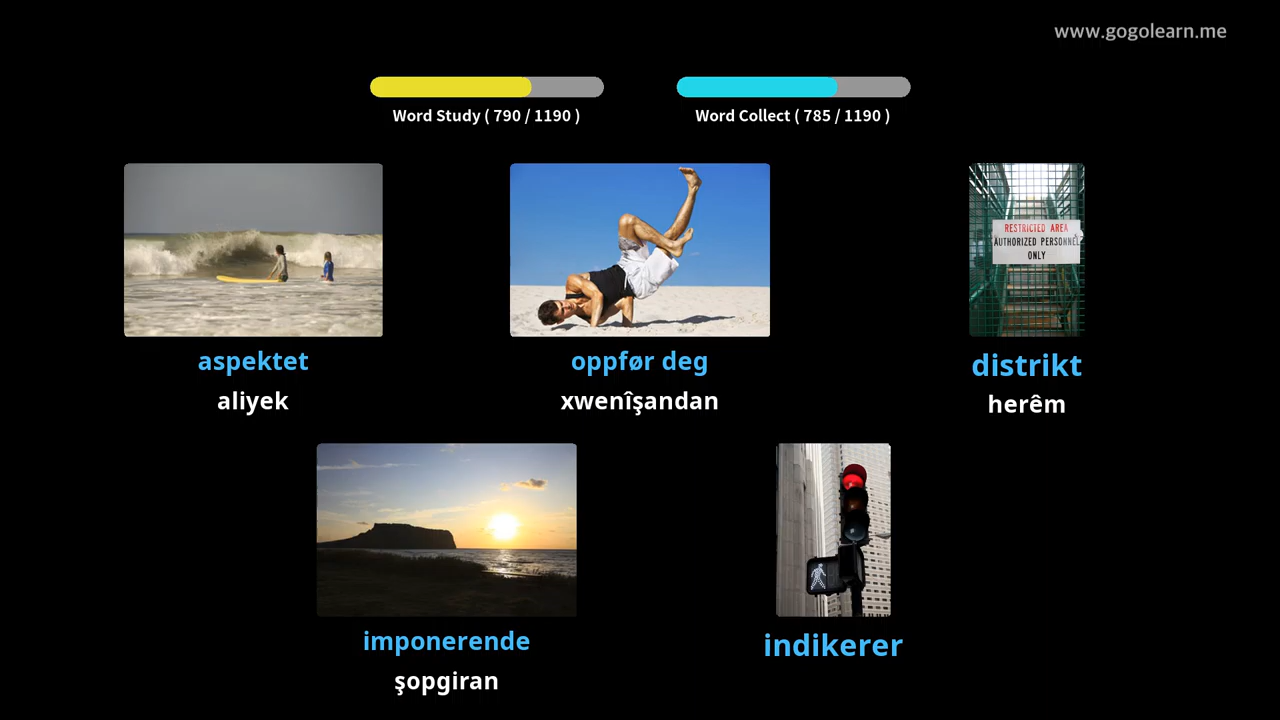 www.gogolearn.me
Word Study ( 790 / 1190 )
Word Collect ( 785 / 1190 )
RESTRICTED AREA
AUTHORIZED PERSONNEL
ONLY
aspektet
oppfør deg
distrikt
aliyek
xwenîşandan
herêm
imponerende
indikerer
şopgiran